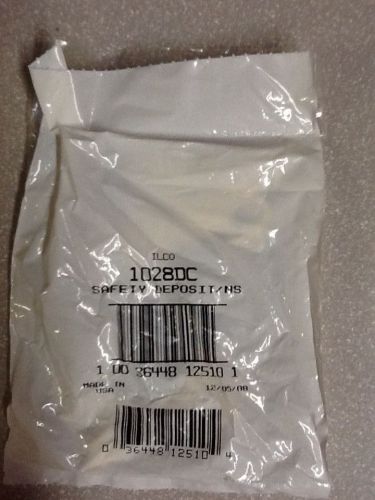 ILCO
1028DC
SAFETY DEPOSIT/NS
1 00 36448 12510 1
MADE IN
USA
12/05/08
0 36448 12510 4